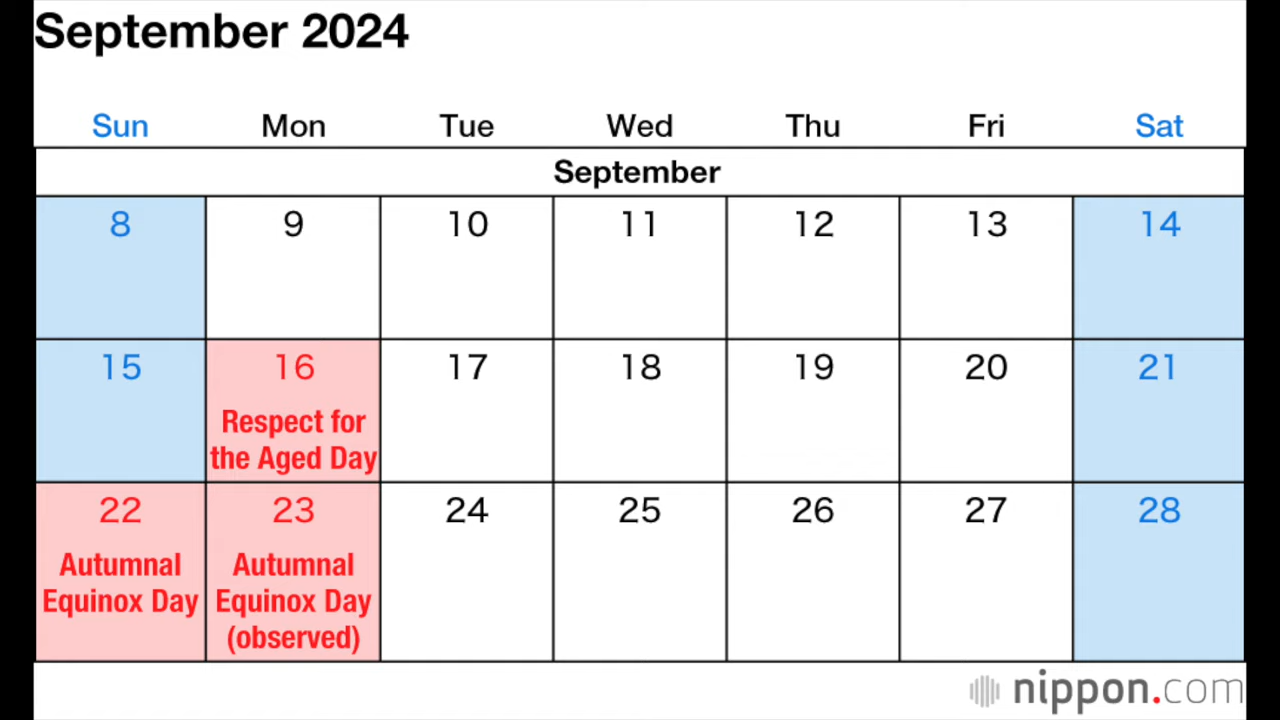 September 2024
Sun Mon Tue Wed Thu Fri Sat
September
8 9 10 11 12 13 14
15 16 17 18 19 20 21
Respect for
the Aged Day
22 23 24 25 26 27 28
Autumnal Autumnal
Equinox Day Equinox Day
(observed)
nippon.com